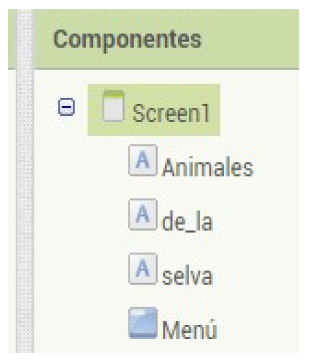 Componentes
Screen1
A Animales
A de_la
A selva
Menú